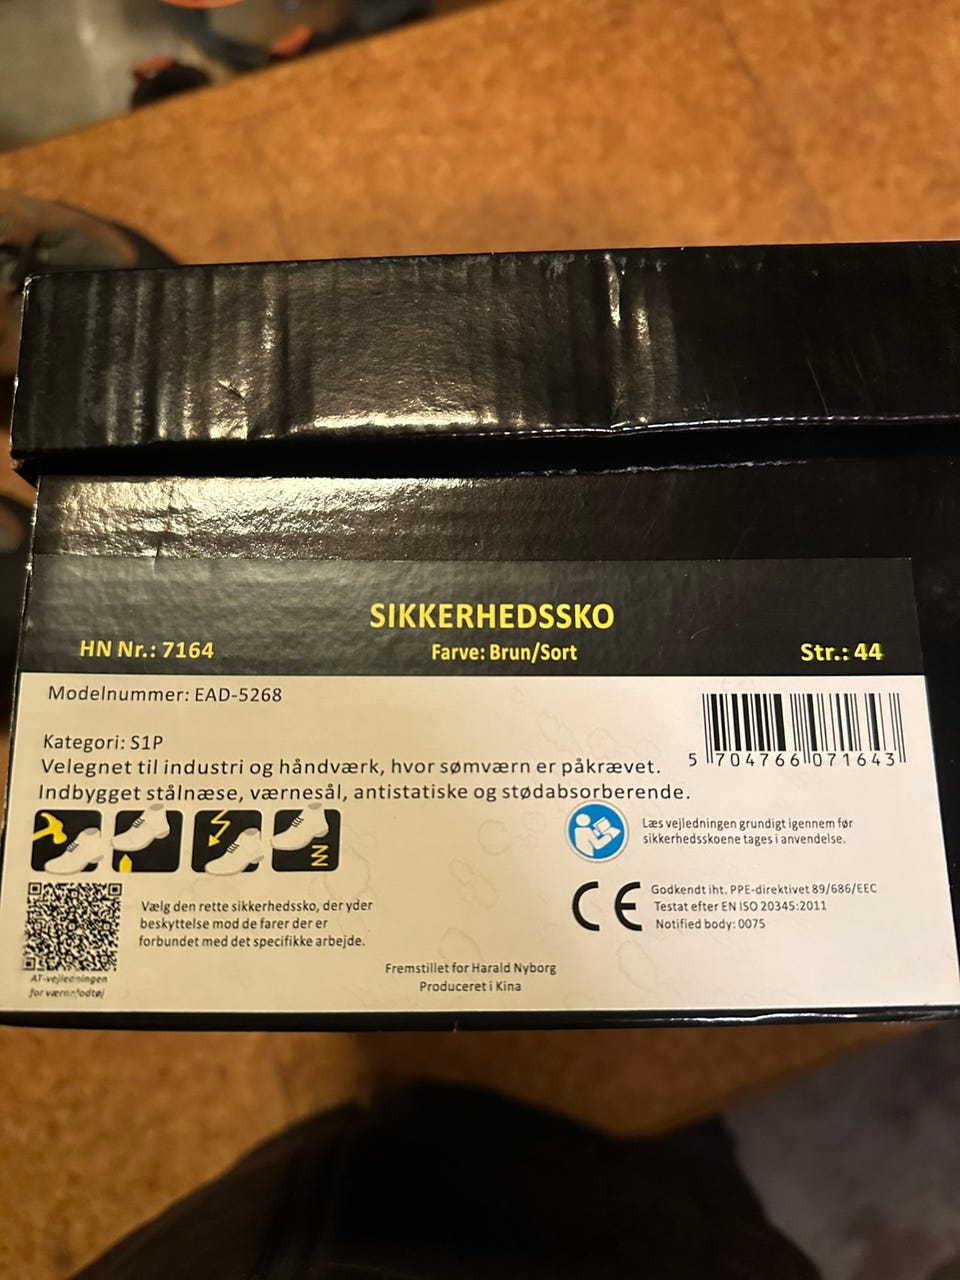 SIKKERHEDSSKO
HN Nr.: 7164
Farve: Brun/Sort
Str.: 44
Modelnummer: EAD-5268
Kategori: S1P
Velegnet til industri og håndværk, hvor sømværn er påkrævet.
Indbygget stålnæse, værnesål, antistatiske og stødabsorberende.
5 704766 071643
Læs vejledningen grundigt igennem før
sikkerhedsskoene tages i anvendelse.
Vælg den rette sikkerhedssko, der yder
beskyttelse mod de farer der er
forbundet med det specifikke arbejde.
CE
Godkendt iht. PPE-direktivet 89/686/EEC
Testat efter EN ISO 20345:2011
Notified body: 0075
AT-vejledningen
for værnefodtøj
Fremstillet for Harald Nyborg
Produceret i Kina